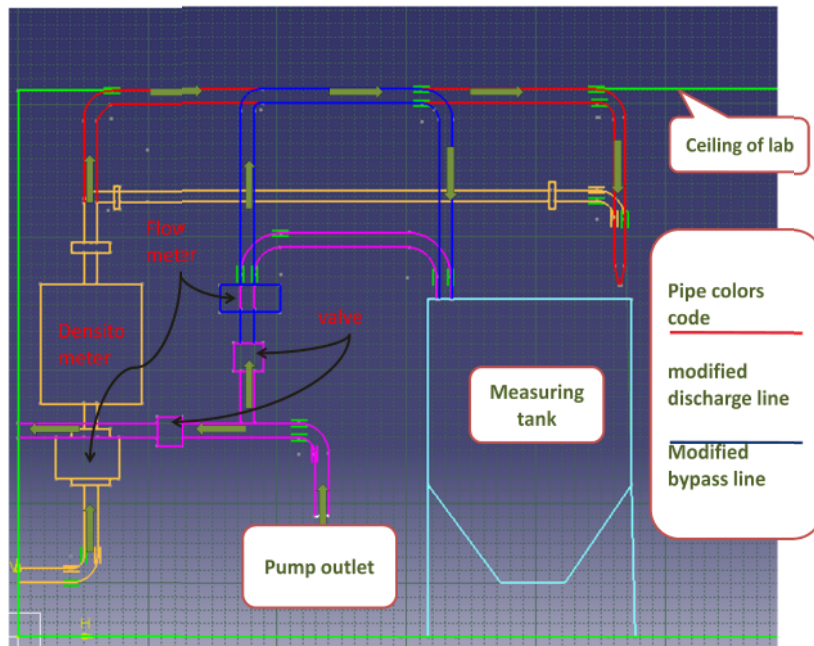 Ceiling of lab
Flow
meter
Densito
meter
valve
Measuring
tank
Pump outlet
Pipe colors
code
modified
discharge line
Modified
bypass line